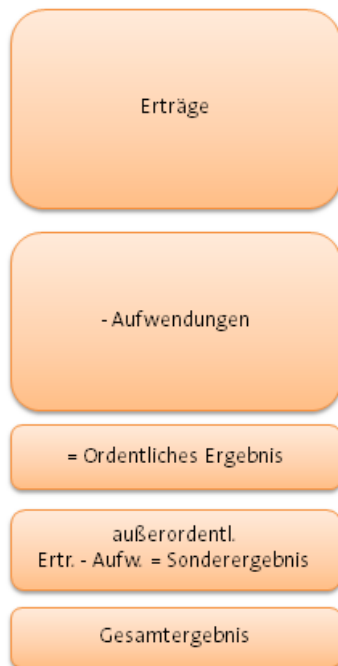 Erträge
- Aufwendungen
= Ordentliches Ergebnis
außerordentl.
Ertr. - Aufw. = Sonderergebnis
Gesamtergebnis